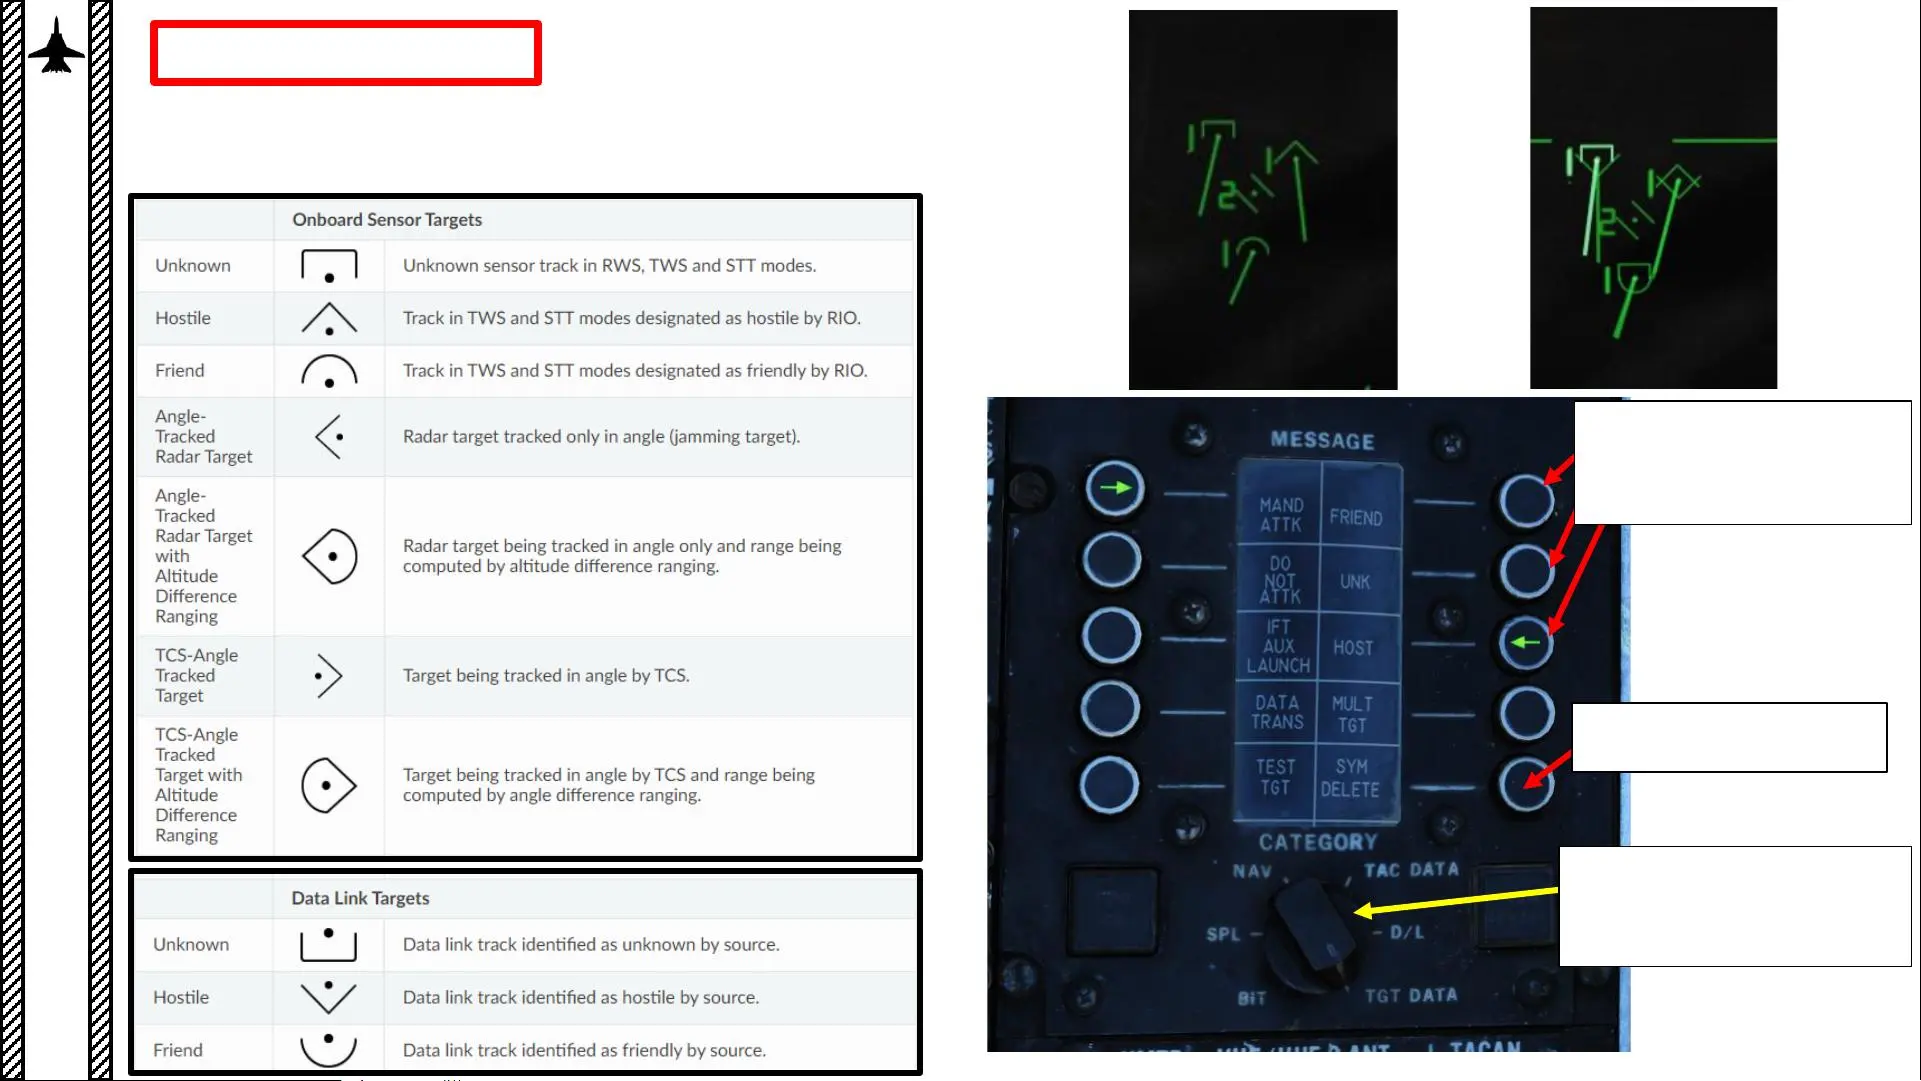 Onboard Sensor Targets
Unknown
Unknown sensor track in RWS, TWS and STT modes.
Hostile
Track in TWS and STT modes designated as hostile by RIO.
Friend
Track in TWS and STT modes designated as friendly by RIO.
Angle-
Tracked
Radar Target
Radar target tracked only in angle (jamming target).
Angle-
Tracked
Radar Target
with
Altitude
Difference
Ranging
Radar target being tracked in angle only and range being
computed by altitude difference ranging.
TCS-Angle
Tracked
Target
Target being tracked in angle by TCS.
TCS-Angle
Tracked
Target with
Altitude
Difference
Ranging
Target being tracked in angle by TCS and range being
computed by angle difference ranging.
Data Link Targets
Unknown
Data link track identified as unknown by source.
Hostile
Data link track identified as hostile by source.
Friend
Data link track identified as friendly by source.
1
1
2
1
1
1
2
1
MESSAGE
MAND
ATTK
FRIEND
DO
NOT
ATTK
UNK
IFT
AUX
LAUNCH
HOST
DATA
TRANS
MULT
TGT
TEST
TGT
SYM
DELETE
CATEGORY
NAV
TAC DATA
SPL
D/L
BIT
TGT DATA
TACAN